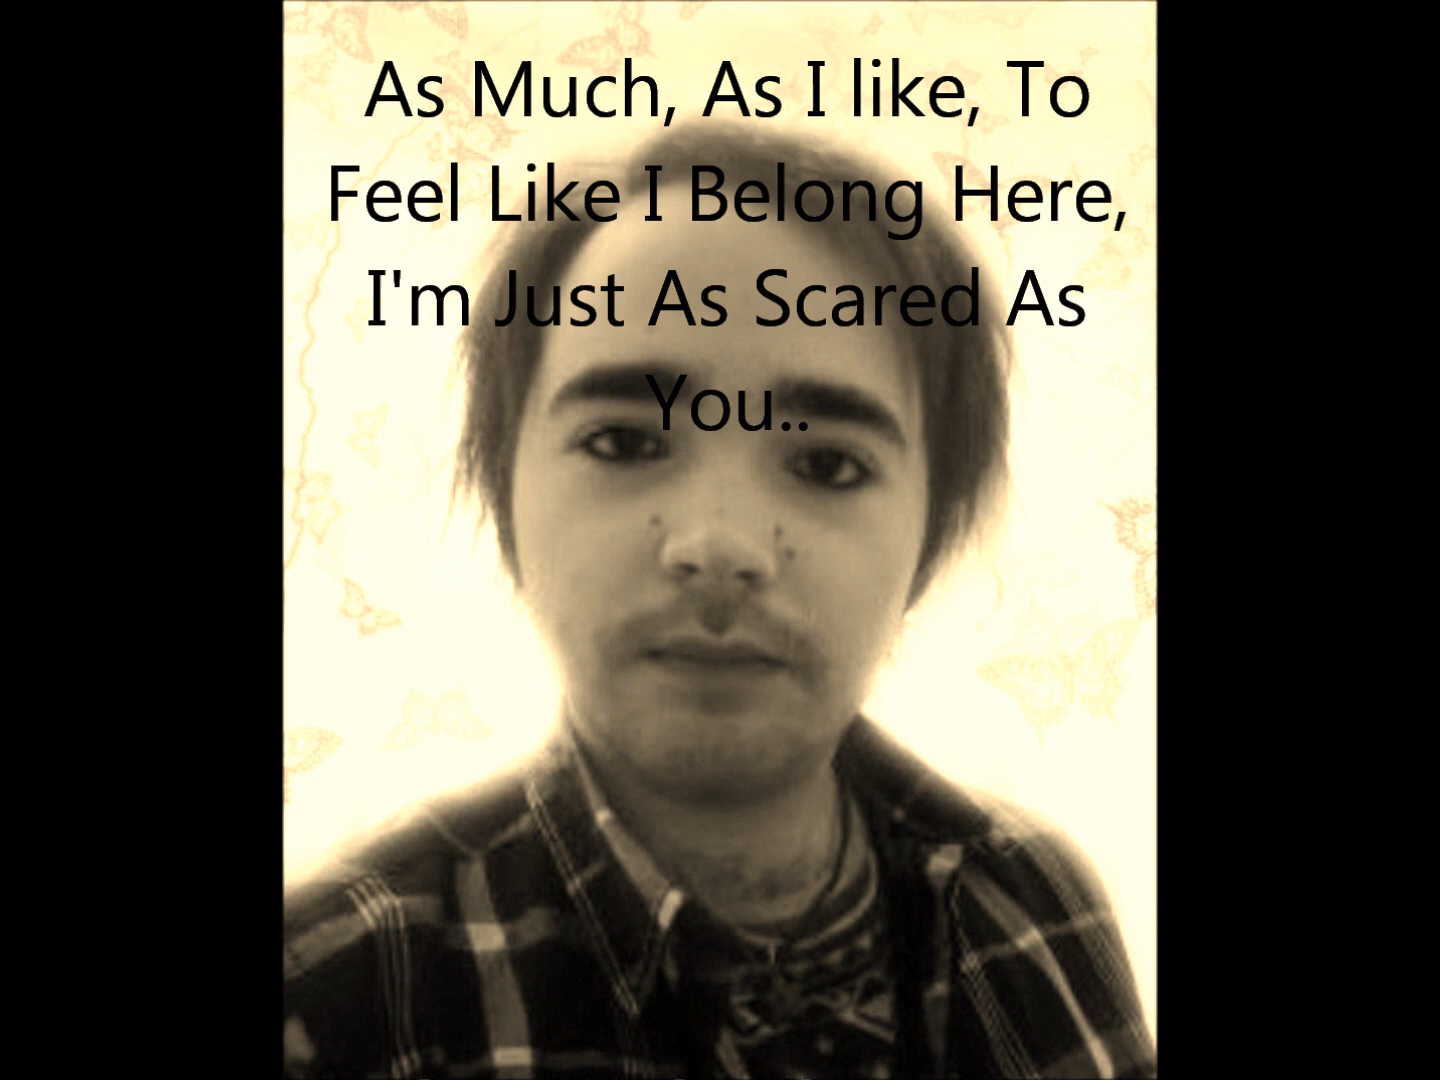 As Much, As I like, To
Feel Like I Belong Here,
I'm Just As Scared As
You..